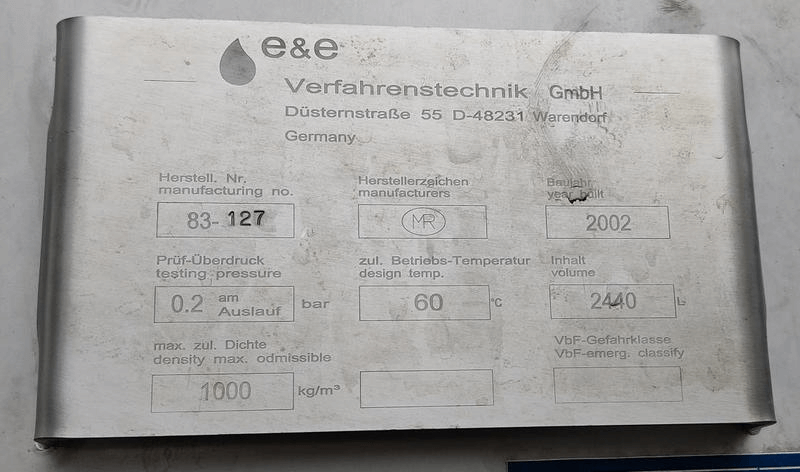 e&e
Verfahrenstechnik GmbH
Düsternstraße 55 D-48231 Warendorf
Germany
Herstell. Nr. Herstellerzeichen Baujahr
manufacturing no. manufacturers year built
83-127 MR 2002
Prüf-Überdruck zul. Betriebs-Temperatur Inhalt
testing pressure design temp. volume
0.2 am Auslauf bar 60 °C 2440 L
max. zul. Dichte VbF-Gefahrklasse
density max. odmissible VbF-emerg. classify
1000 kg/m³